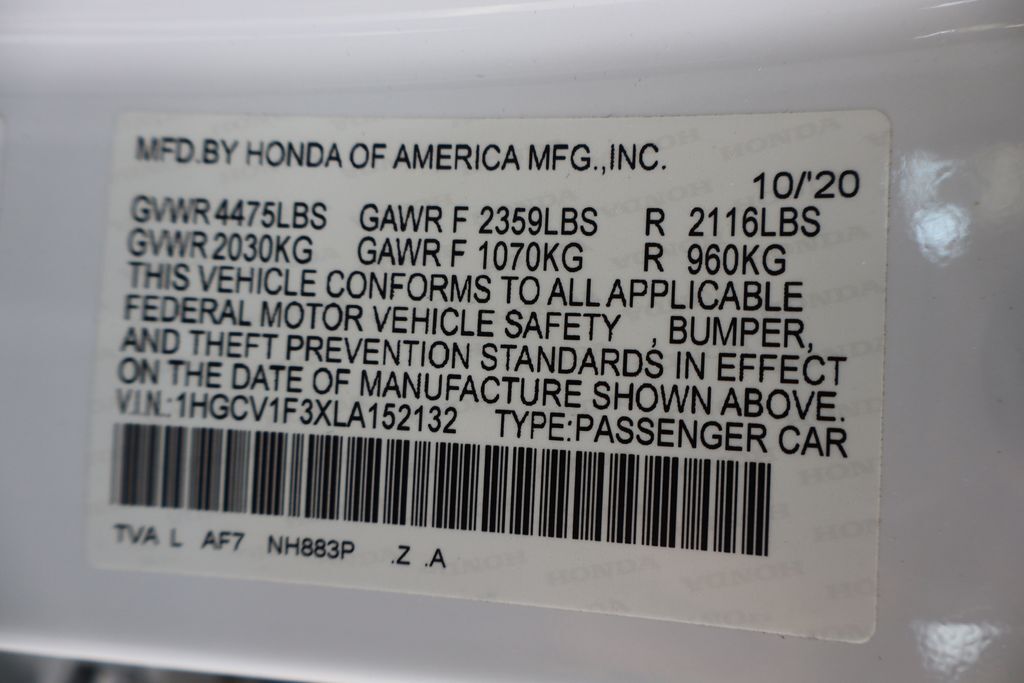 MFD.BY HONDA OF AMERICA MFG.,INC.
10/'20
GVWR 4475LBS GAWR F 2359LBS R 2116LBS
GVWR 2030KG GAWR F 1070KG R 960KG
THIS VEHICLE CONFORMS TO ALL APPLICABLE
FEDERAL MOTOR VEHICLE SAFETY , BUMPER,
AND THEFT PREVENTION STANDARDS IN EFFECT
ON THE DATE OF MANUFACTURE SHOWN ABOVE.
V.I.N.:1HGCV1F3XLA152132 TYPE:PASSENGER CAR
TVA L AF7 NH883P .Z .A